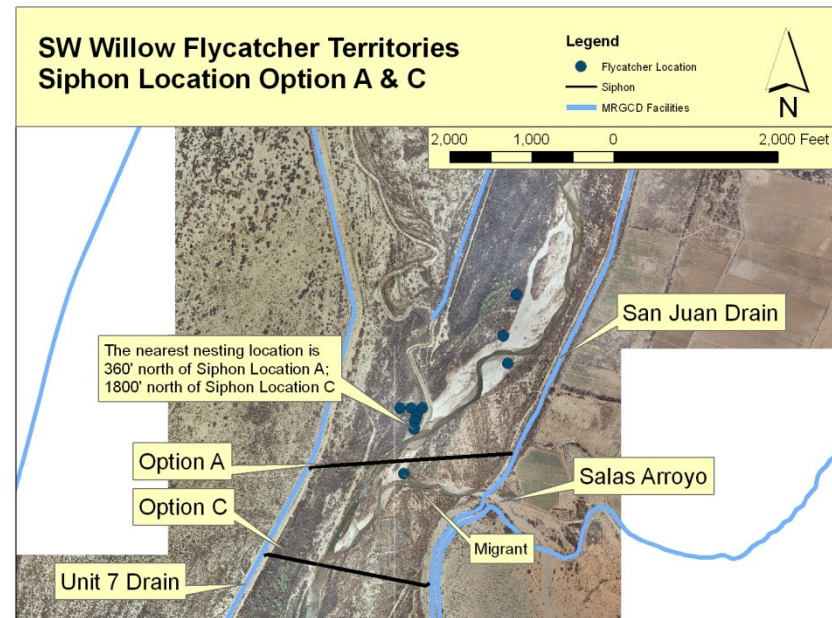 SW Willow Flycatcher Territories
Siphon Location Option A & C
Legend
Flycatcher Location
Siphon
MRGCD Facilities
N
2,000 1,000 0 2,000 Feet
San Juan Drain
The nearest nesting location is
360' north of Siphon Location A;
1800' north of Siphon Location C
Option A
Salas Arroyo
Option C
Migrant
Unit 7 Drain